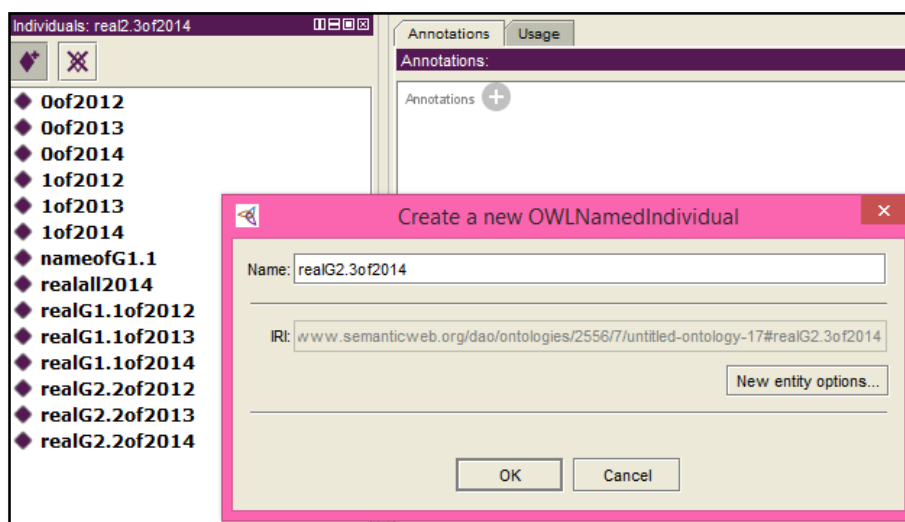 Individuals: real2.3of2014
0of2012
0of2013
0of2014
1of2012
1of2013
1of2014
nameofG1.1
realall2014
realG1.1of2012
realG1.1of2013
realG1.1of2014
realG2.2of2012
realG2.2of2013
realG2.2of2014
Annotations Usage
Annotations:
Annotations
Create a new OWLNamedIndividual
Name: realG2.3of2014
IRI: www.semanticweb.org/dao/ontologies/2556/7/untitled-ontology-17#realG2.3of2014
New entity options...
OK Cancel